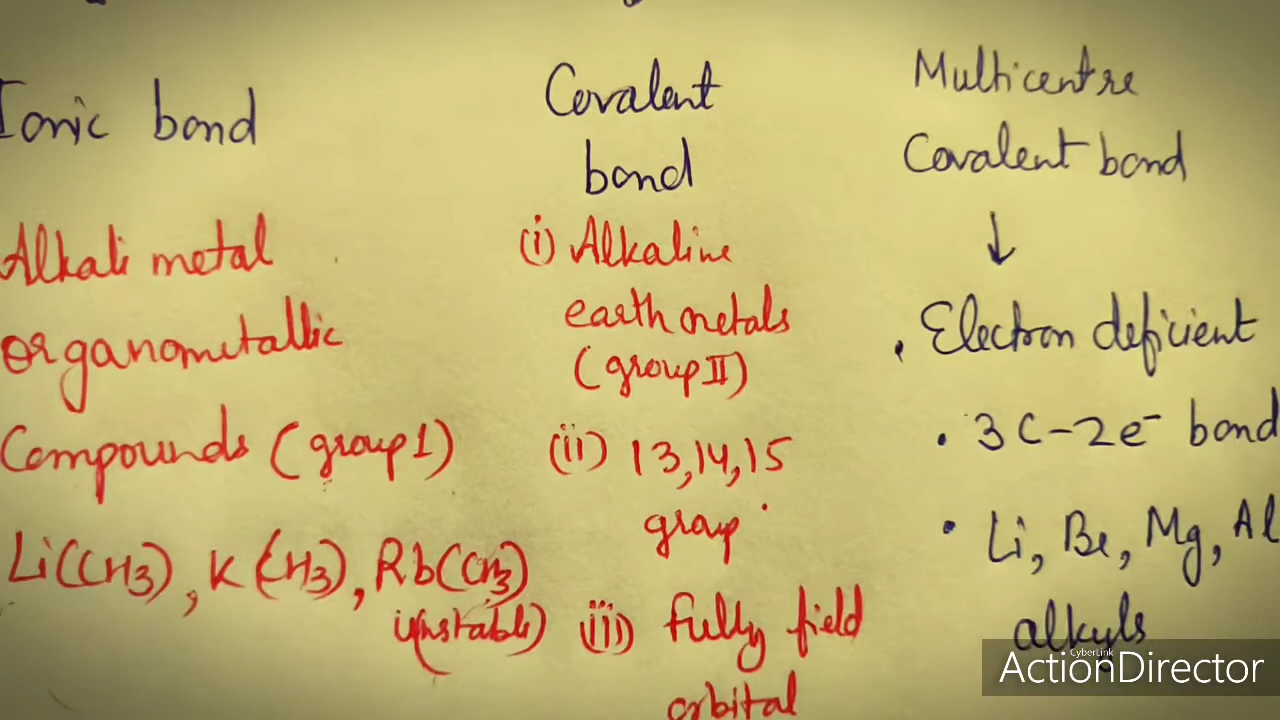 Ionic bond
Alkali metal
organometallic
Compounds (group 1)
Li(CH3), K(CH3), Rb(CH3)
(unstable)
Covalent
bond
(i) Alkaline
earth metals
(group II)
(ii) 13,14,15
group
(iii) fully field
orbital
Multicentre
Covalent bond
↓
• Electron deficient
• 3C-2e⁻ bond
• Li, Be, Mg, Al
alkyls
CyberLink
ActionDirector